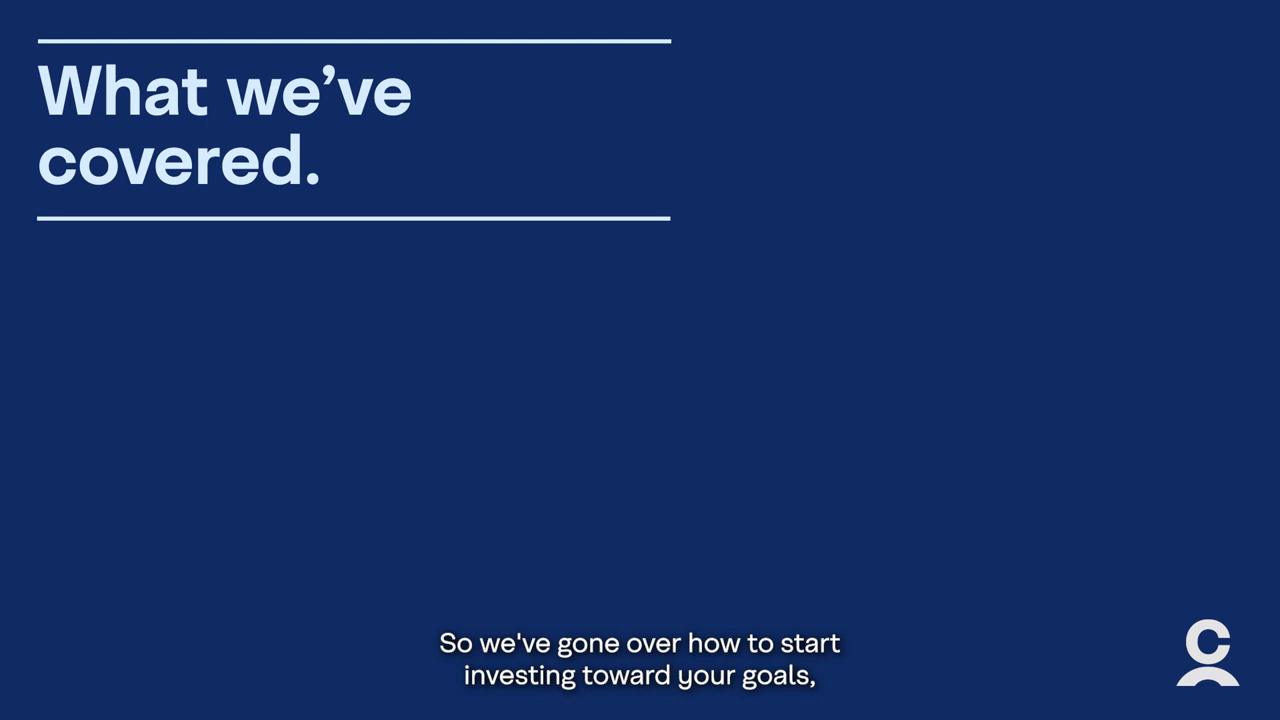 What we’ve
covered.
So we've gone over how to start
investing toward your goals,